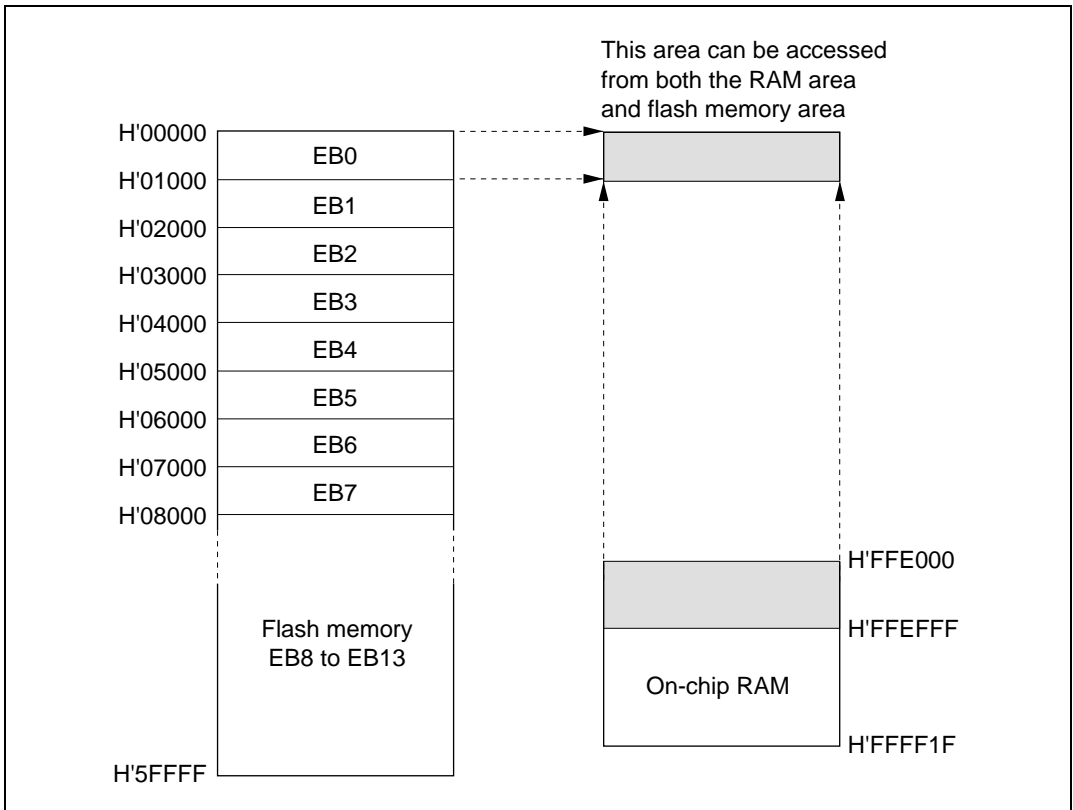 This area can be accessed
from both the RAM area
and flash memory area
H'00000
EB0
H'01000
EB1
H'02000
EB2
H'03000
EB3
H'04000
EB4
H'05000
EB5
H'06000
EB6
H'07000
EB7
H'08000
Flash memory
EB8 to EB13
H'5FFFF
H'FFE000
H'FFEFFF
On-chip RAM
H'FFFF1F